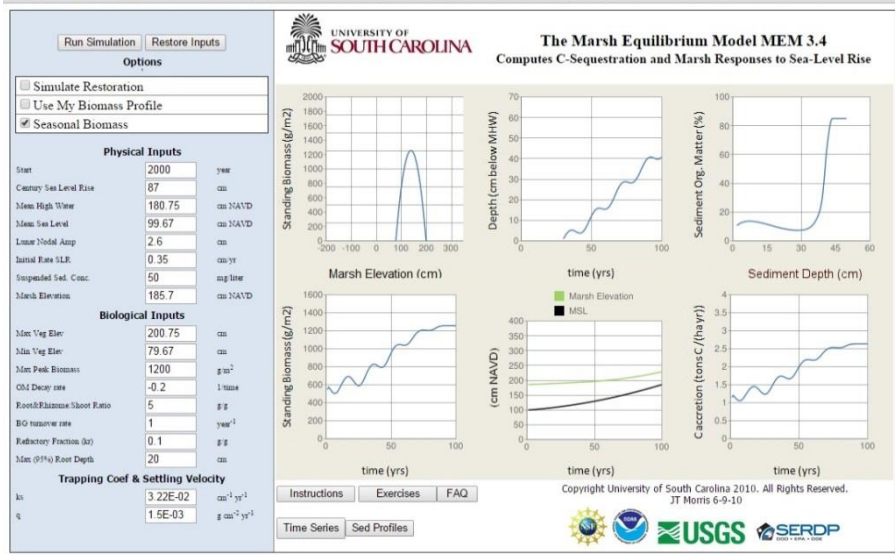 Run Simulation Restore Inputs
Options
Simulate Restoration
Use My Biomass Profile
Seasonal Biomass
Physical Inputs
Start 2000 year
Century Sea Level Rise 87 cm
Mean High Water 180.75 cm NAVD
Mean Sea Level 99.67 cm NAVD
Lunar Nodal Amp 2.6 cm
Initial Rate SLR 0.35 cm/yr
Suspended Sed. Conc. 50 mg/liter
Marsh Elevation 185.7 cm NAVD
Biological Inputs
Max Veg Elev 200.75 cm
Min Veg Elev 79.67 cm
Max Peak Biomass 1200 g/m2
OM Decay rate -0.2 1/time
Root&Rhizome:Shoot Ratio 5 g/g
BG turnover rate 1 year-1
Refractory Fraction (kr) 0.1 g/g
Max (95%) Root Depth 20 cm
Trapping Coef & Settling Velocity
ks 3.22E-02 cm-1 yr-1
q 1.5E-03 g cm-2 yr-1
UNIVERSITY OF
SOUTH CAROLINA
The Marsh Equilibrium Model MEM 3.4
Computes C-Sequestration and Marsh Responses to Sea-Level Rise
Standing Biomass(g/m2)
2000
1800
1600
1400
1200
1000
800
600
400
200
0
-200 -100 0 100 200 300
Marsh Elevation (cm)
Depth (cm below MHW)
70
60
50
40
30
20
10
0
0 50 100
time (yrs)
Sediment Org. Matter (%)
100
80
60
40
20
0
0 15 30 45 60
Sediment Depth (cm)
Standing Biomass(g/m2)
1600
1400
1200
1000
800
600
400
200
0
0 50 100
time (yrs)
Marsh Elevation
MSL
(cm NAVD)
400
350
300
250
200
150
100
50
0
0 50 100
time (yrs)
C accretion (tons C /(ha yr))
4
3.5
3
2.5
2
1.5
1
0.5
0
0 50 100
time (yrs)
Instructions Exercises FAQ
Time Series Sed Profiles
Copyright University of South Carolina 2010. All Rights Reserved.
JT Morris 6-9-10
NSF
NOAA
USGS
SERDP
DOD • EPA • DOE